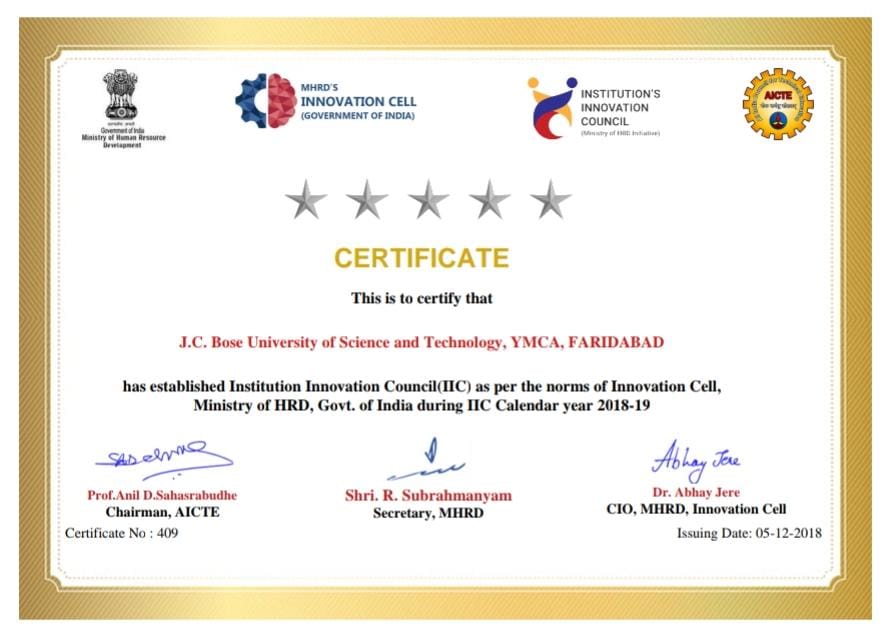 Government of India
Ministry of Human Resource
Development
MHRD'S
INNOVATION CELL
(GOVERNMENT OF INDIA)
INSTITUTION'S
INNOVATION
COUNCIL
(Ministry of HRD Initiative)
AICTE
CERTIFICATE
This is to certify that
J.C. Bose University of Science and Technology, YMCA, FARIDABAD
has established Institution Innovation Council(IIC) as per the norms of Innovation Cell,
Ministry of HRD, Govt. of India during IIC Calendar year 2018-19
Abhay Jere
Prof.Anil D.Sahasrabudhe
Chairman, AICTE
Shri. R. Subrahmanyam
Secretary, MHRD
Dr. Abhay Jere
CIO, MHRD, Innovation Cell
Certificate No : 409
Issuing Date: 05-12-2018